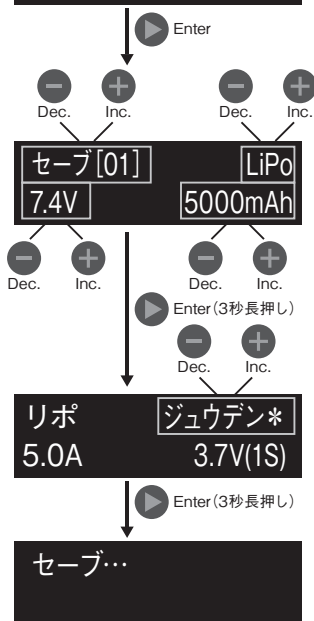 Enter
Dec. Inc. Dec. Inc.
セーブ[01] LiPo
7.4V 5000mAh
Dec. Inc. Dec. Inc.
Enter(3秒長押し)
Dec. Inc.
リポ ジュウデン*
5.0A 3.7V(1S)
Enter(3秒長押し)
セーブ…